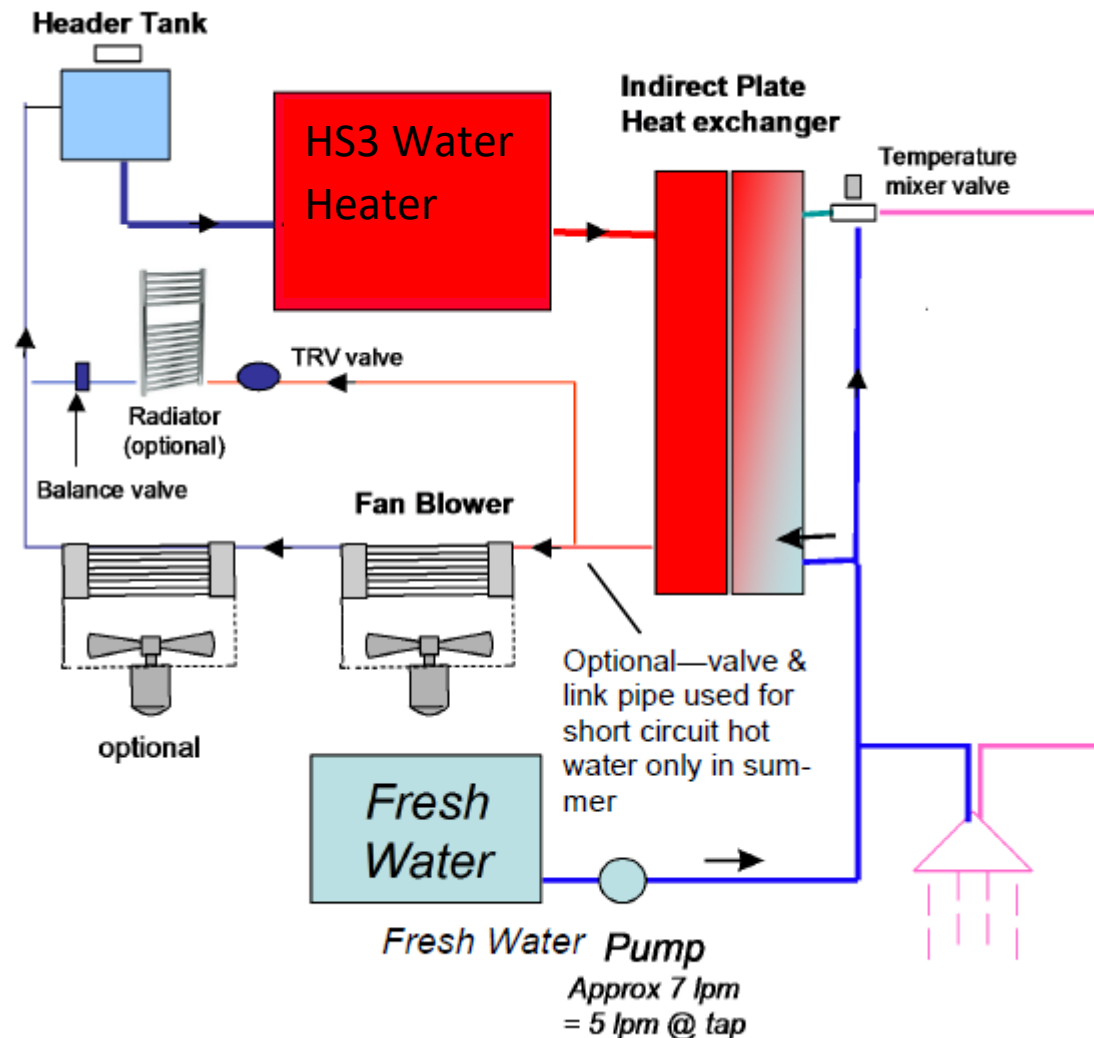 Header Tank
HS3 Water
Heater
Indirect Plate
Heat exchanger
Temperature
mixer valve
TRV valve
Radiator
(optional)
Balance valve
Fan Blower
optional
Optional—valve &
link pipe used for
short circuit hot
water only in sum-
mer
Fresh
Water
Fresh Water
Pump
Approx 7 lpm
= 5 lpm @ tap